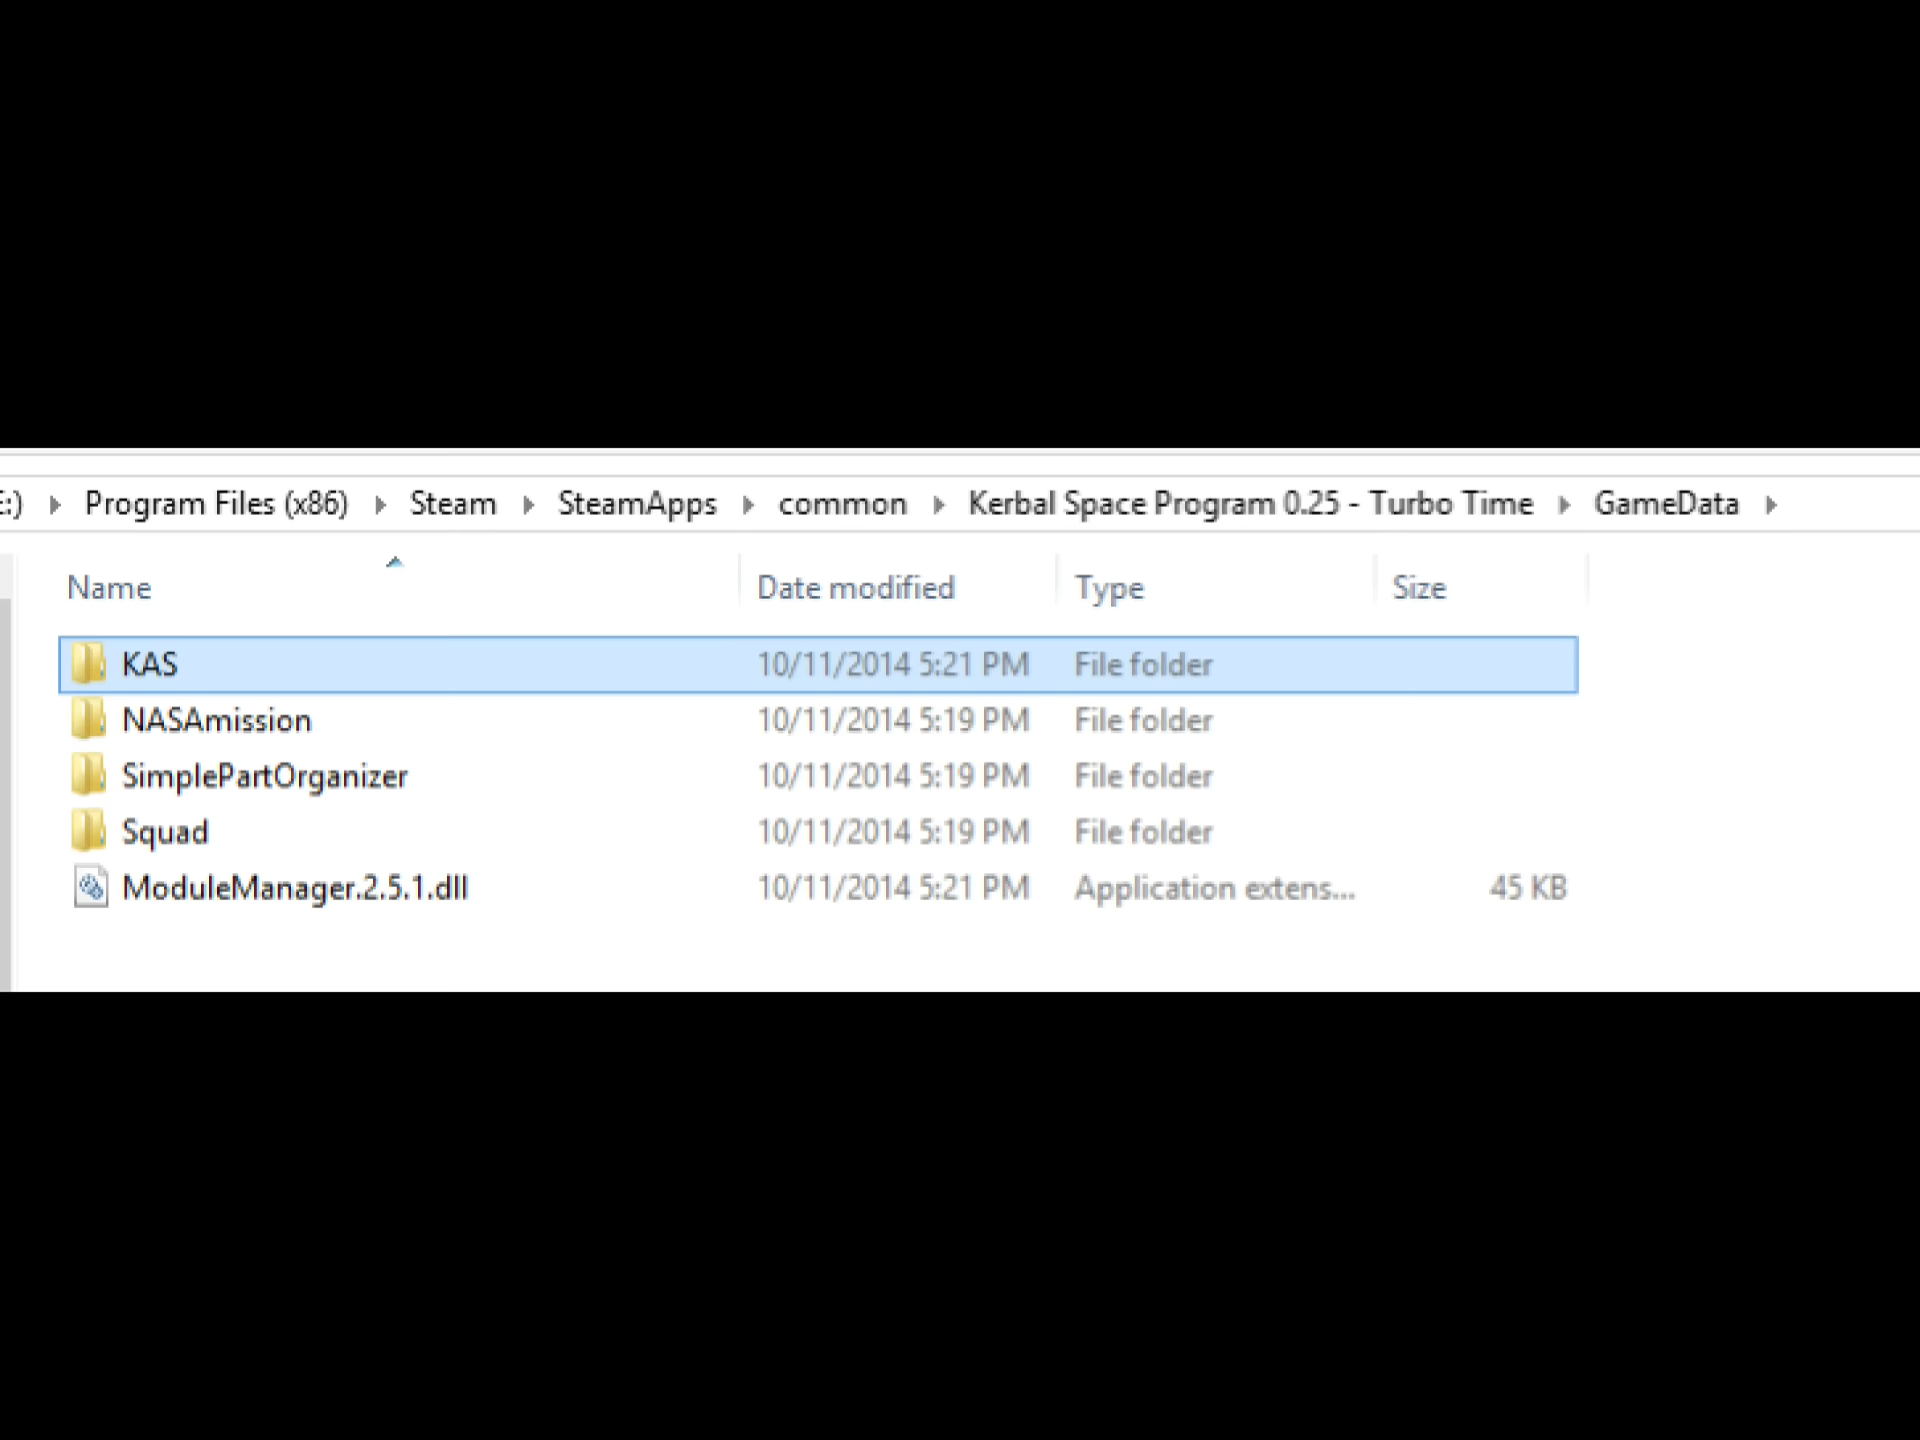 E:) Program Files (x86) Steam SteamApps common Kerbal Space Program 0.25 - Turbo Time GameData
Name Date modified Type Size
KAS 10/11/2014 5:21 PM File folder
NASAmission 10/11/2014 5:19 PM File folder
SimplePartOrganizer 10/11/2014 5:19 PM File folder
Squad 10/11/2014 5:19 PM File folder
ModuleManager.2.5.1.dll 10/11/2014 5:21 PM Application extens... 45 KB